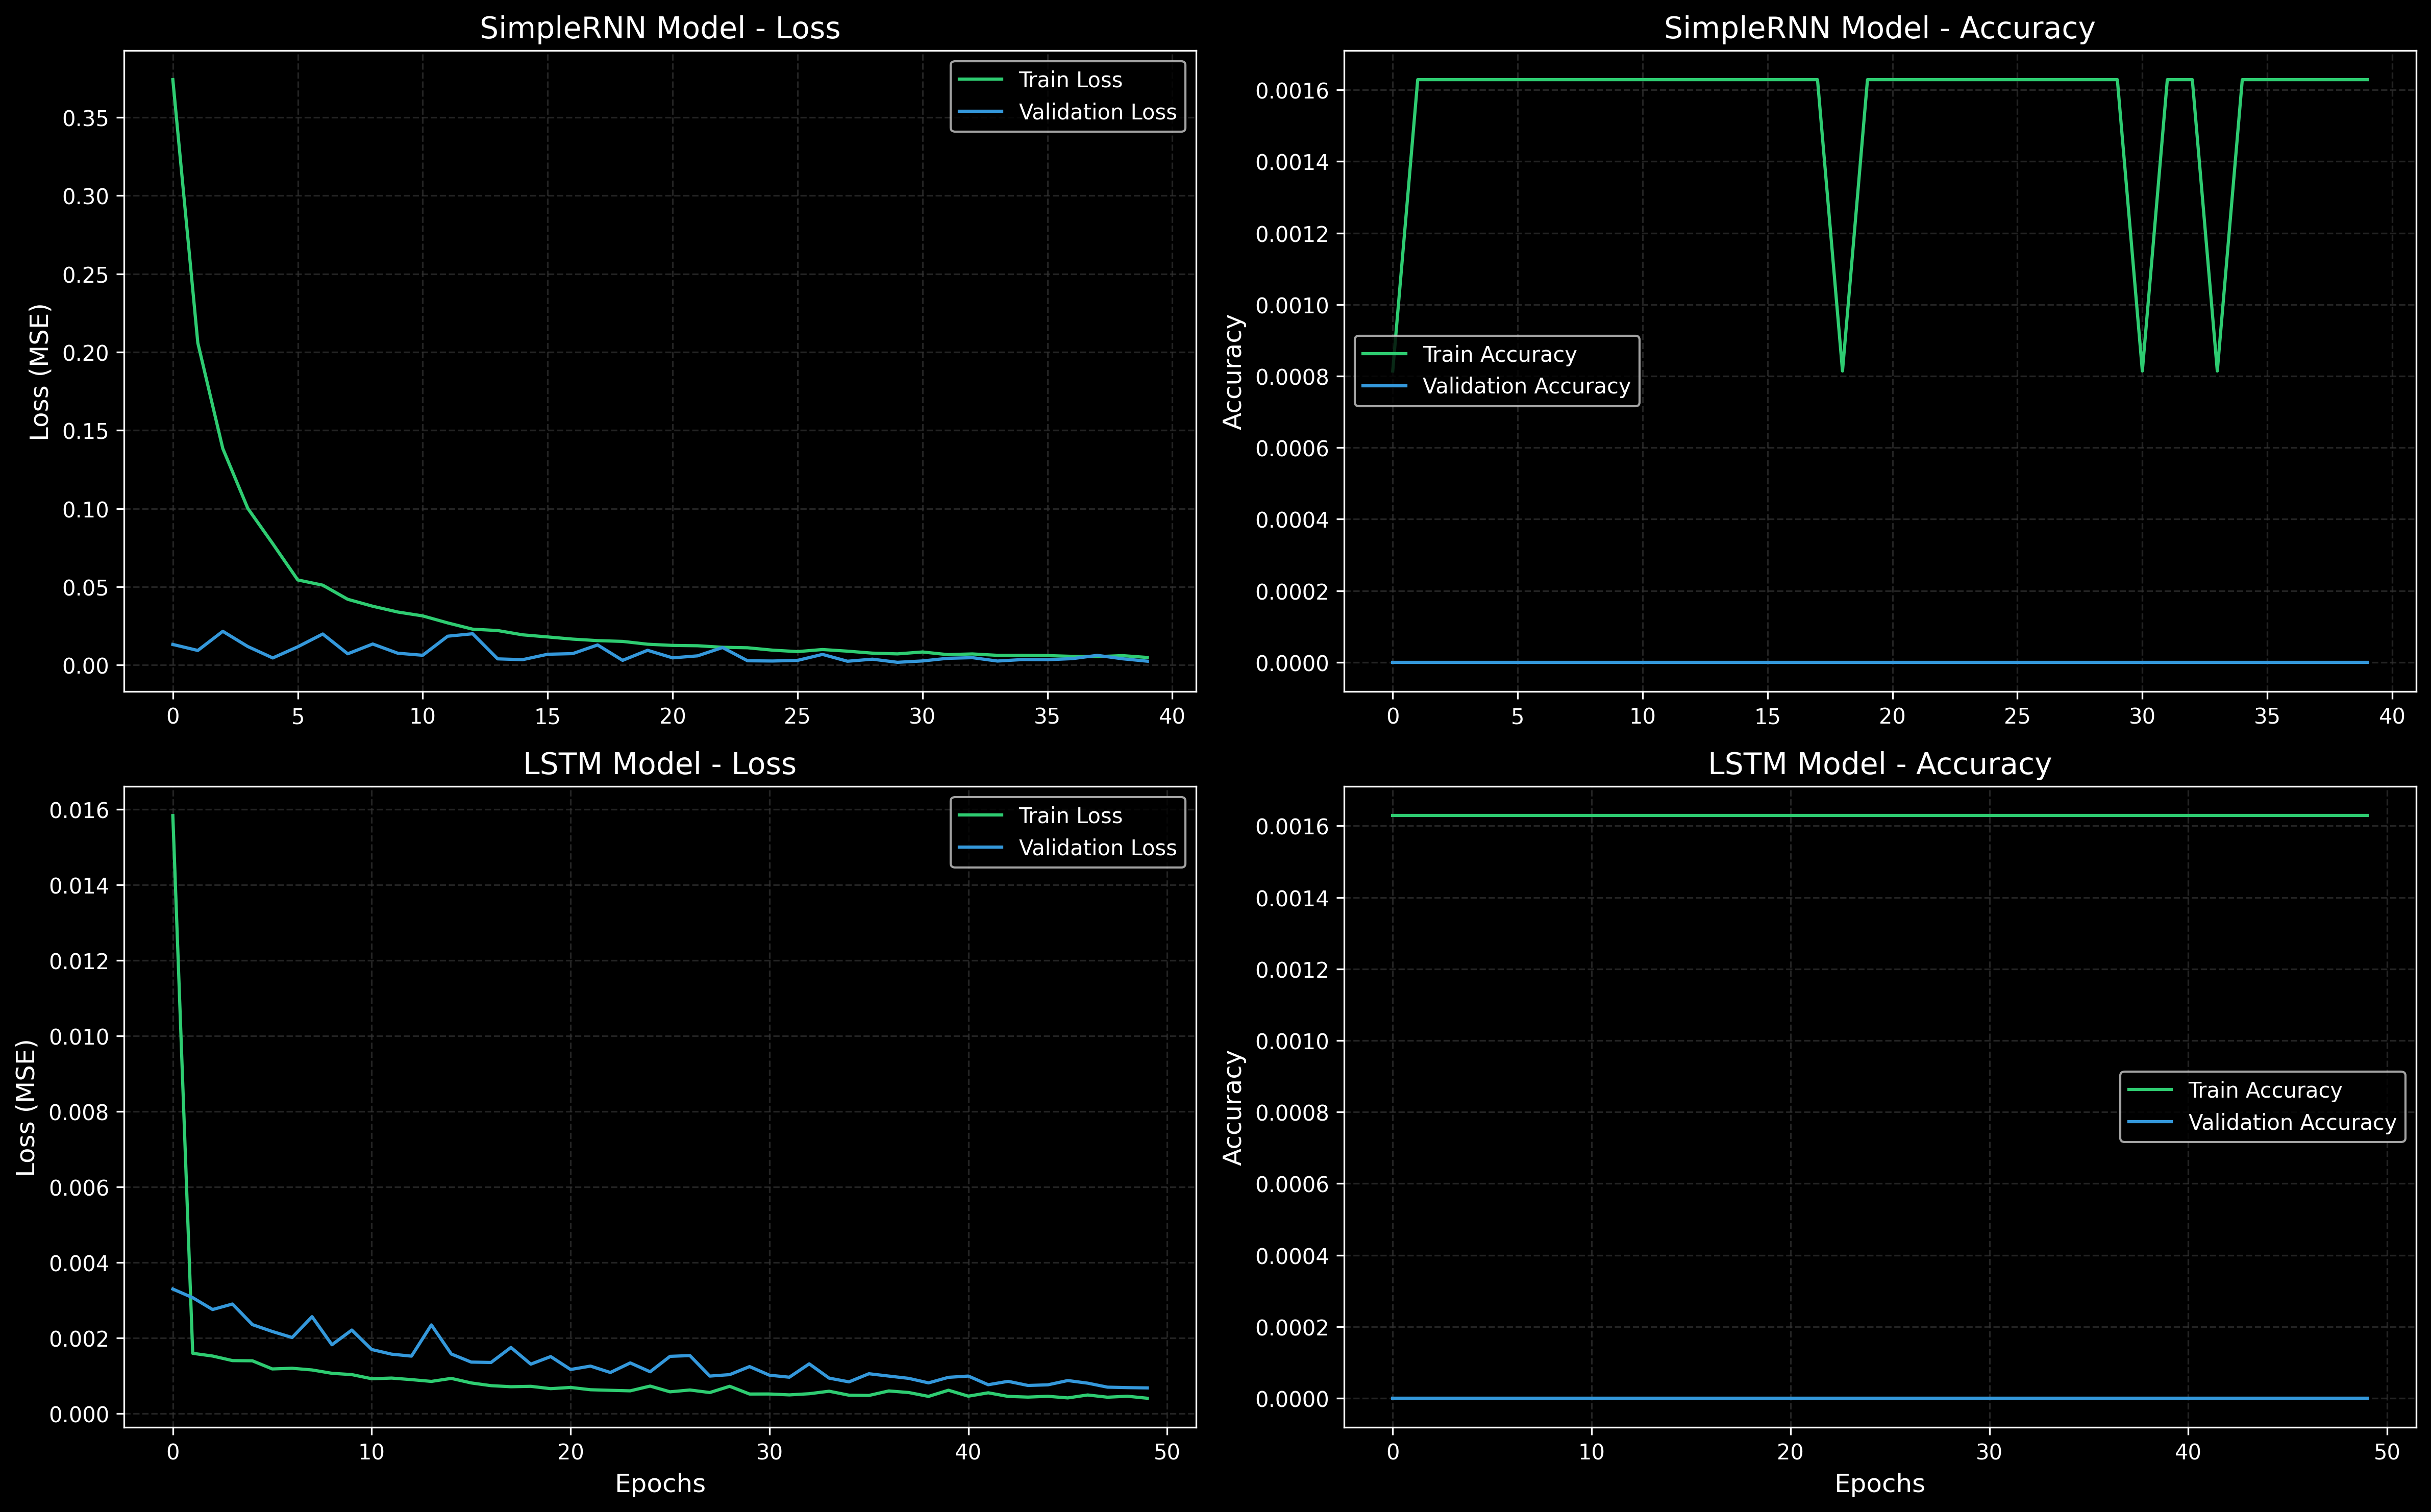 SimpleRNN Model - Loss
Loss (MSE)
0.35
0.30
0.25
0.20
0.15
0.10
0.05
0.00
Train Loss
Validation Loss
0 5 10 15 20 25 30 35 40
SimpleRNN Model - Accuracy
Accuracy
0.0016
0.0014
0.0012
0.0010
0.0008
0.0006
0.0004
0.0002
0.0000
Train Accuracy
Validation Accuracy
0 5 10 15 20 25 30 35 40
LSTM Model - Loss
Loss (MSE)
0.016
0.014
0.012
0.010
0.008
0.006
0.004
0.002
0.000
Train Loss
Validation Loss
0 10 20 30 40 50
Epochs
LSTM Model - Accuracy
Accuracy
0.0016
0.0014
0.0012
0.0010
0.0008
0.0006
0.0004
0.0002
0.0000
Train Accuracy
Validation Accuracy
0 10 20 30 40 50
Epochs